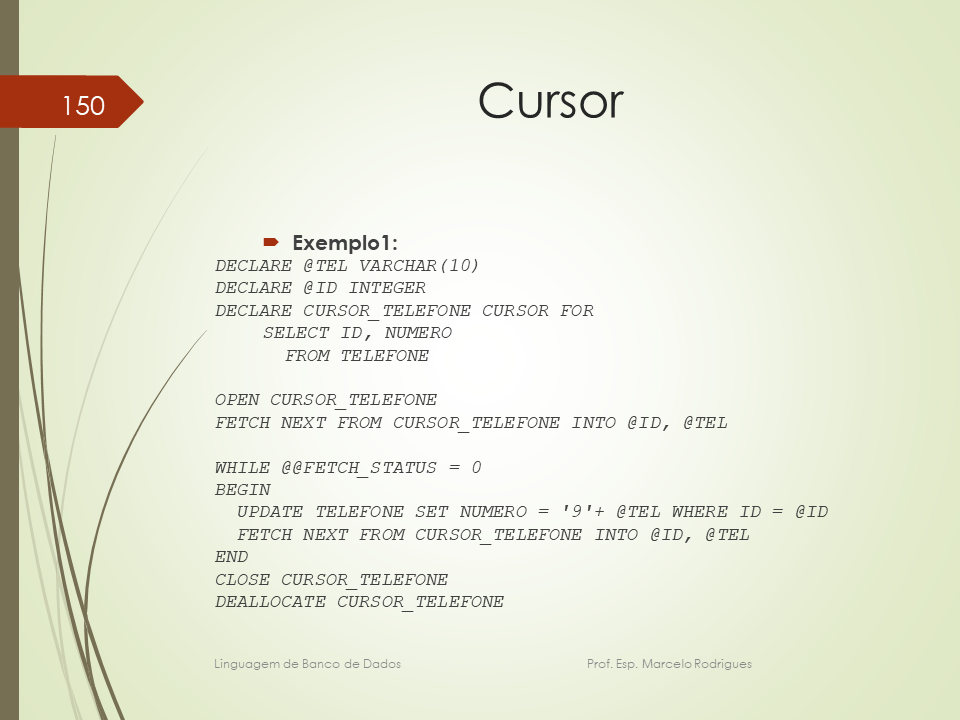 150
Cursor
Exemplo1:
DECLARE @TEL VARCHAR(10)
DECLARE @ID INTEGER
DECLARE CURSOR_TELEFONE CURSOR FOR
SELECT ID, NUMERO
FROM TELEFONE
OPEN CURSOR_TELEFONE
FETCH NEXT FROM CURSOR_TELEFONE INTO @ID, @TEL
WHILE @@FETCH_STATUS = 0
BEGIN
UPDATE TELEFONE SET NUMERO = '9'+ @TEL WHERE ID = @ID
FETCH NEXT FROM CURSOR_TELEFONE INTO @ID, @TEL
END
CLOSE CURSOR_TELEFONE
DEALLOCATE CURSOR_TELEFONE
Linguagem de Banco de Dados Prof. Esp. Marcelo Rodrigues